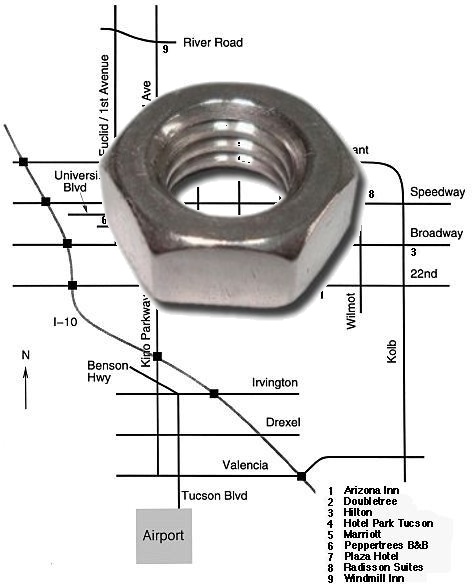 River Road
9
Euclid / 1st Avenue
Ave
Universi
Blvd
6
8
Speedway
Broadway
3
22nd
I-10
Kino Parkway
Wilmot
Kolb
N
Benson
Hwy
Irvington
Drexel
Valencia
Tucson Blvd
Airport
1 Arizona Inn
2 Doubletree
3 Hilton
4 Hotel Park Tucson
5 Marriott
6 Peppertrees B&B
7 Plaza Hotel
8 Radisson Suites
9 Windmill Inn